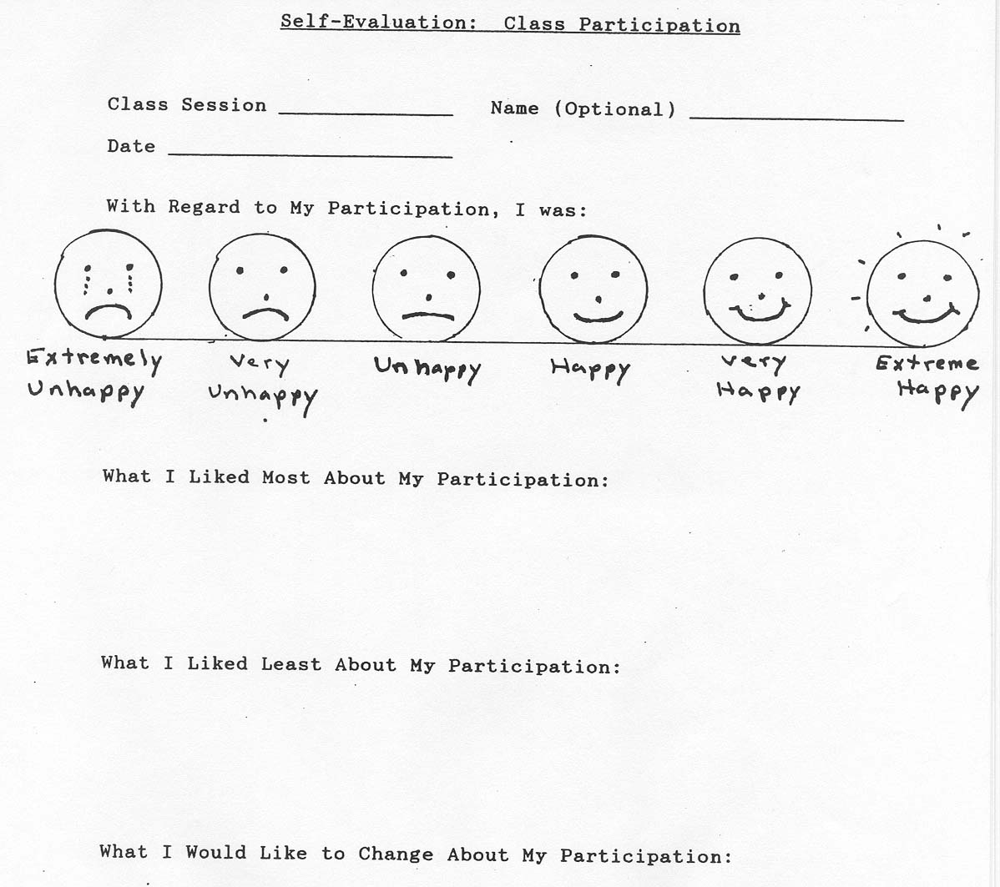 Self-Evaluation:  Class Participation
Class Session ______________ Name (Optional) _________________
Date _______________________
With Regard to My Participation, I was:
Extremely Unhappy
Very Unhappy
Unhappy
Happy
Very Happy
Extreme Happy
What I Liked Most About My Participation:
What I Liked Least About My Participation:
What I Would Like to Change About My Participation: